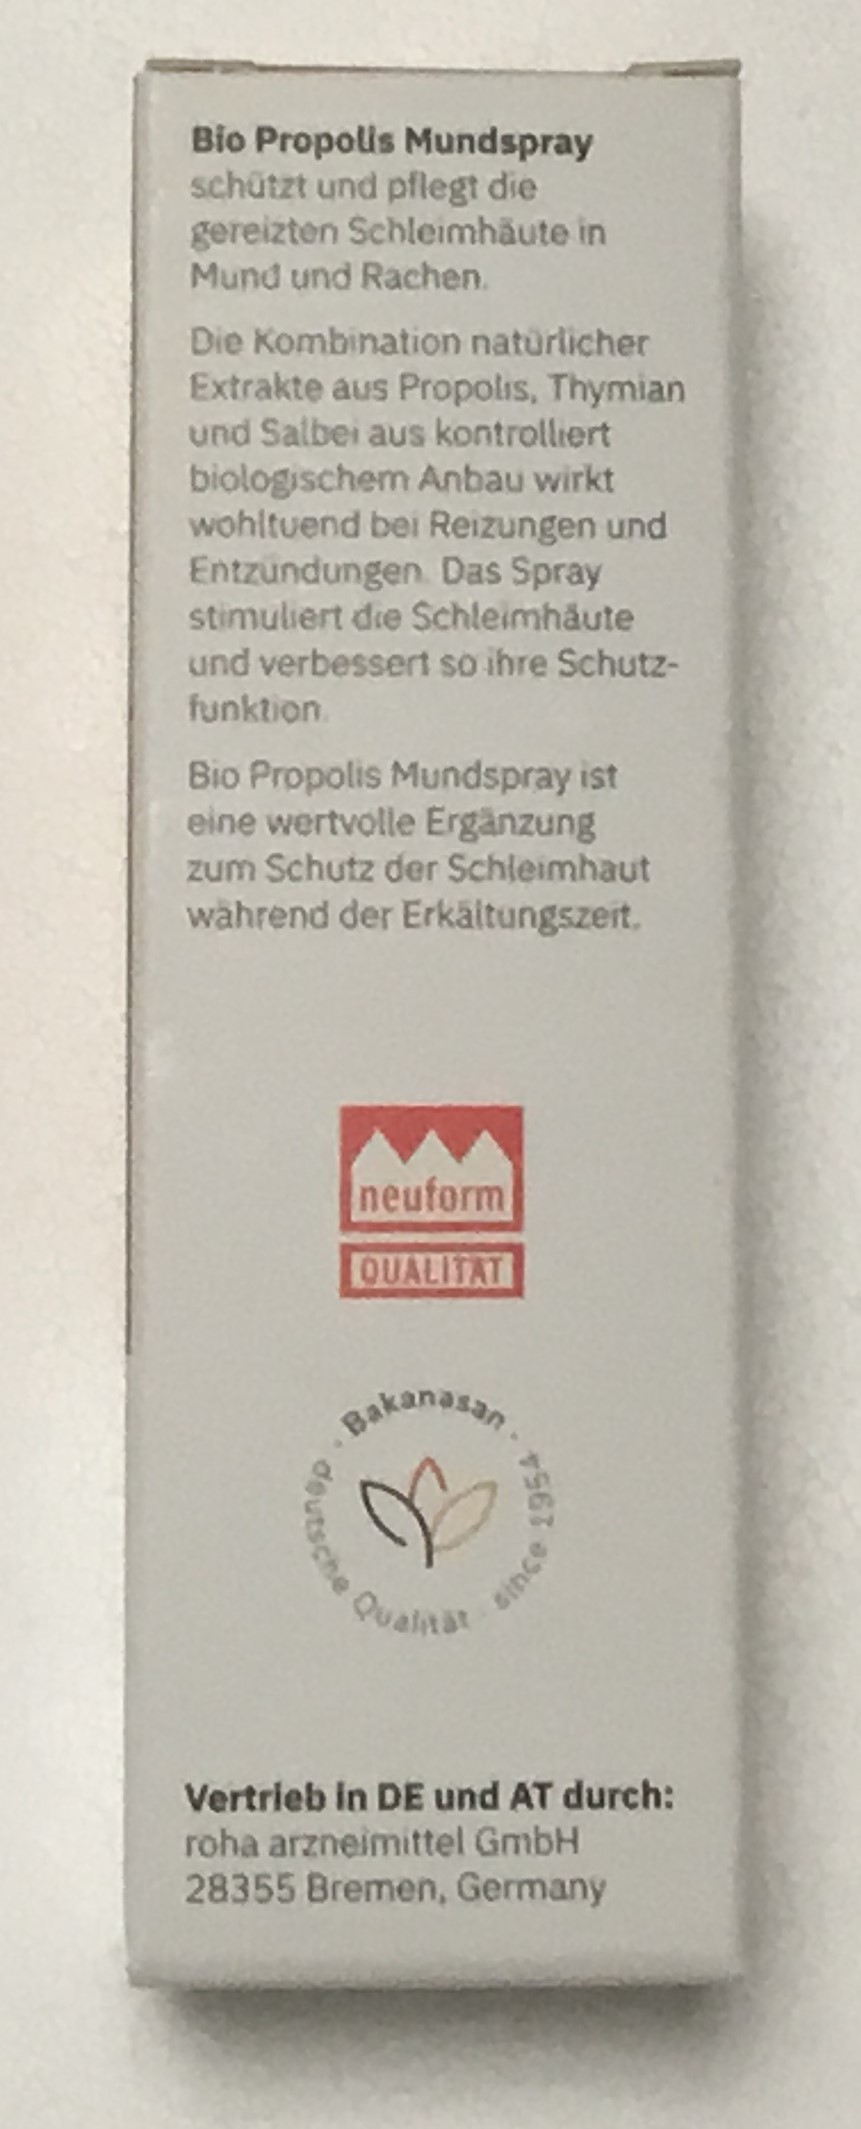 Bio Propolis Mundspray
schützt und pflegt die
gereizten Schleimhäute in
Mund und Rachen.
Die Kombination natürlicher
Extrakte aus Propolis, Thymian
und Salbei aus kontrolliert
biologischem Anbau wirkt
wohltuend bei Reizungen und
Entzündungen. Das Spray
stimuliert die Schleimhäute
und verbessert so ihre Schutz-
funktion.
Bio Propolis Mundspray ist
eine wertvolle Ergänzung
zum Schutz der Schleimhaut
während der Erkältungszeit.
neuform
QUALITÄT
· Bakanasan · since 1954 · deutsche Qualität
Vertrieb in DE und AT durch:
roha arzneimittel GmbH
28355 Bremen, Germany